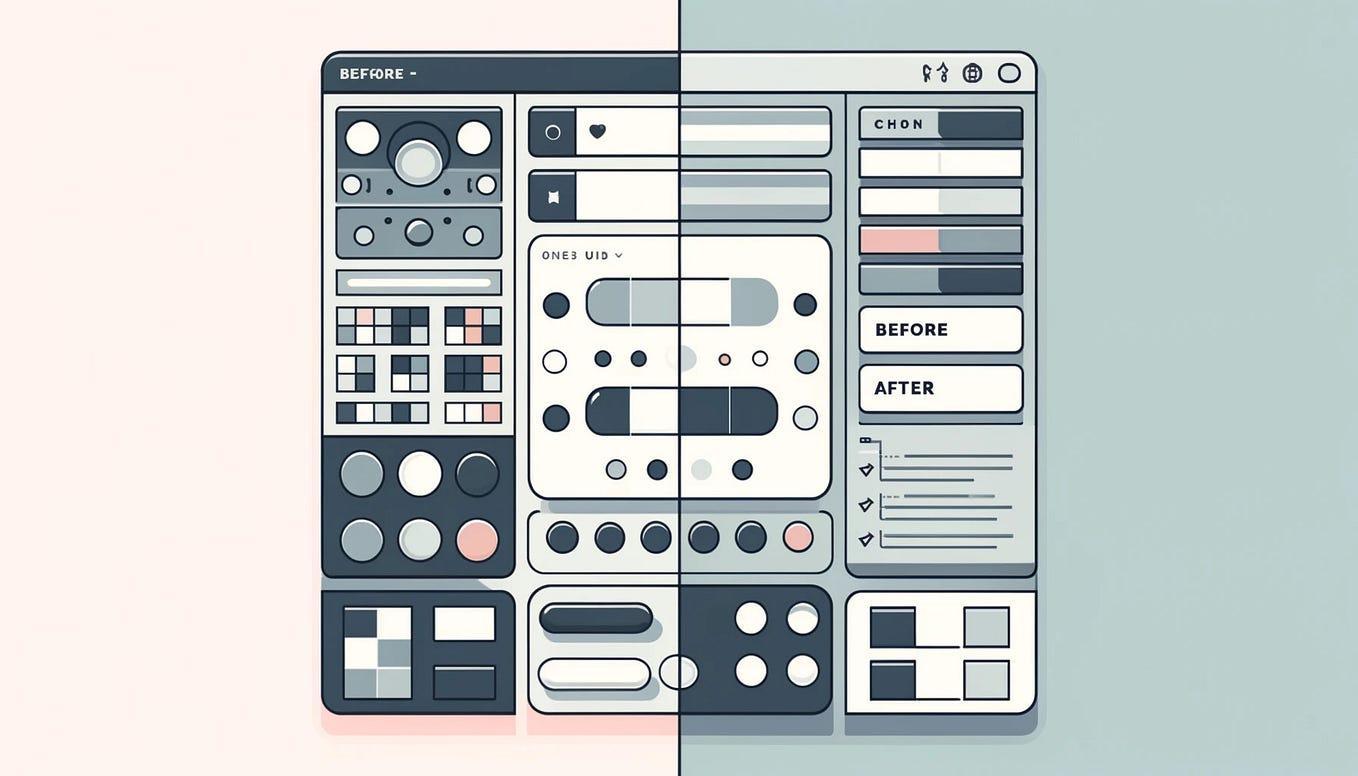 BEFORE -
CHON
ONE3 UID
BEFORE
AFTER